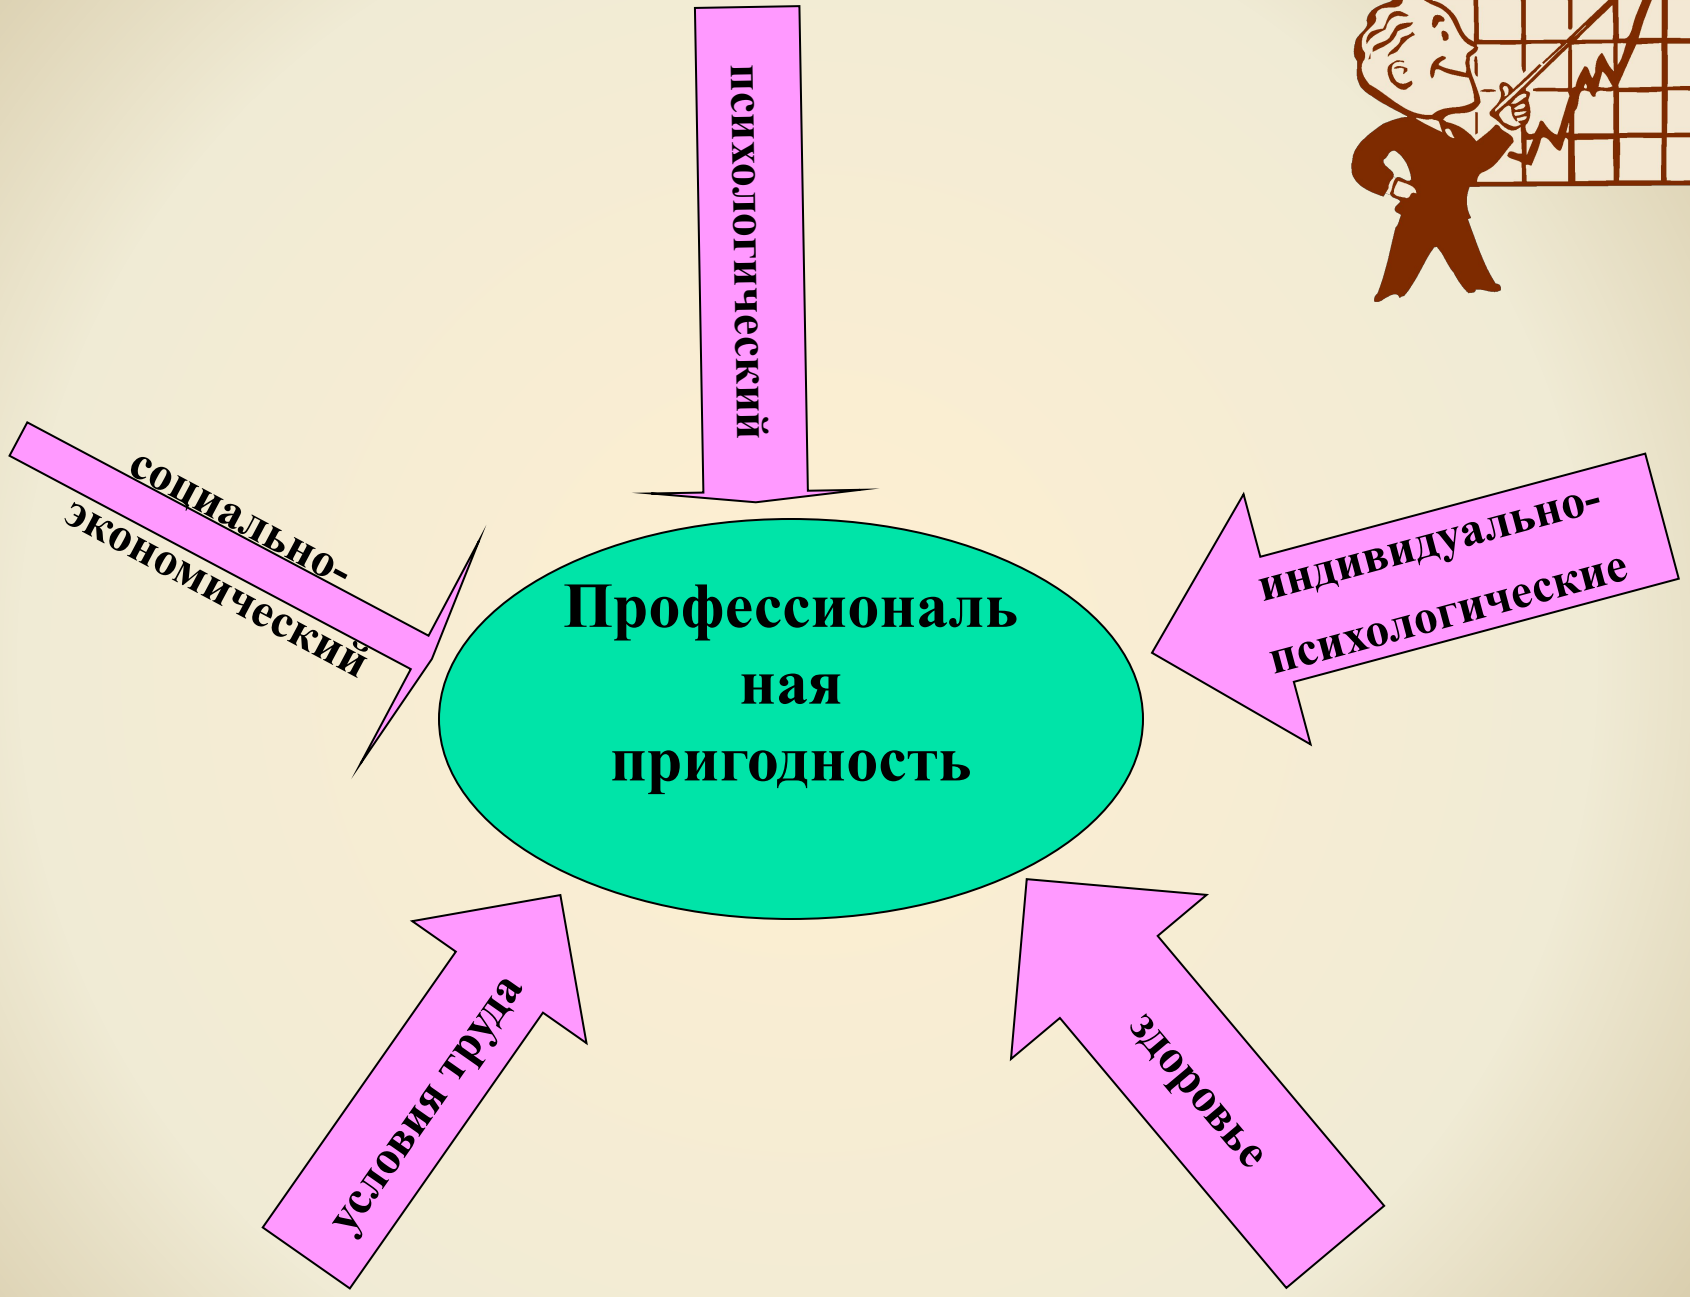 психологический
социально-
экономический
индивидуально-
психологические
Профессиональ
ная
пригодность
условия труда
здоровье